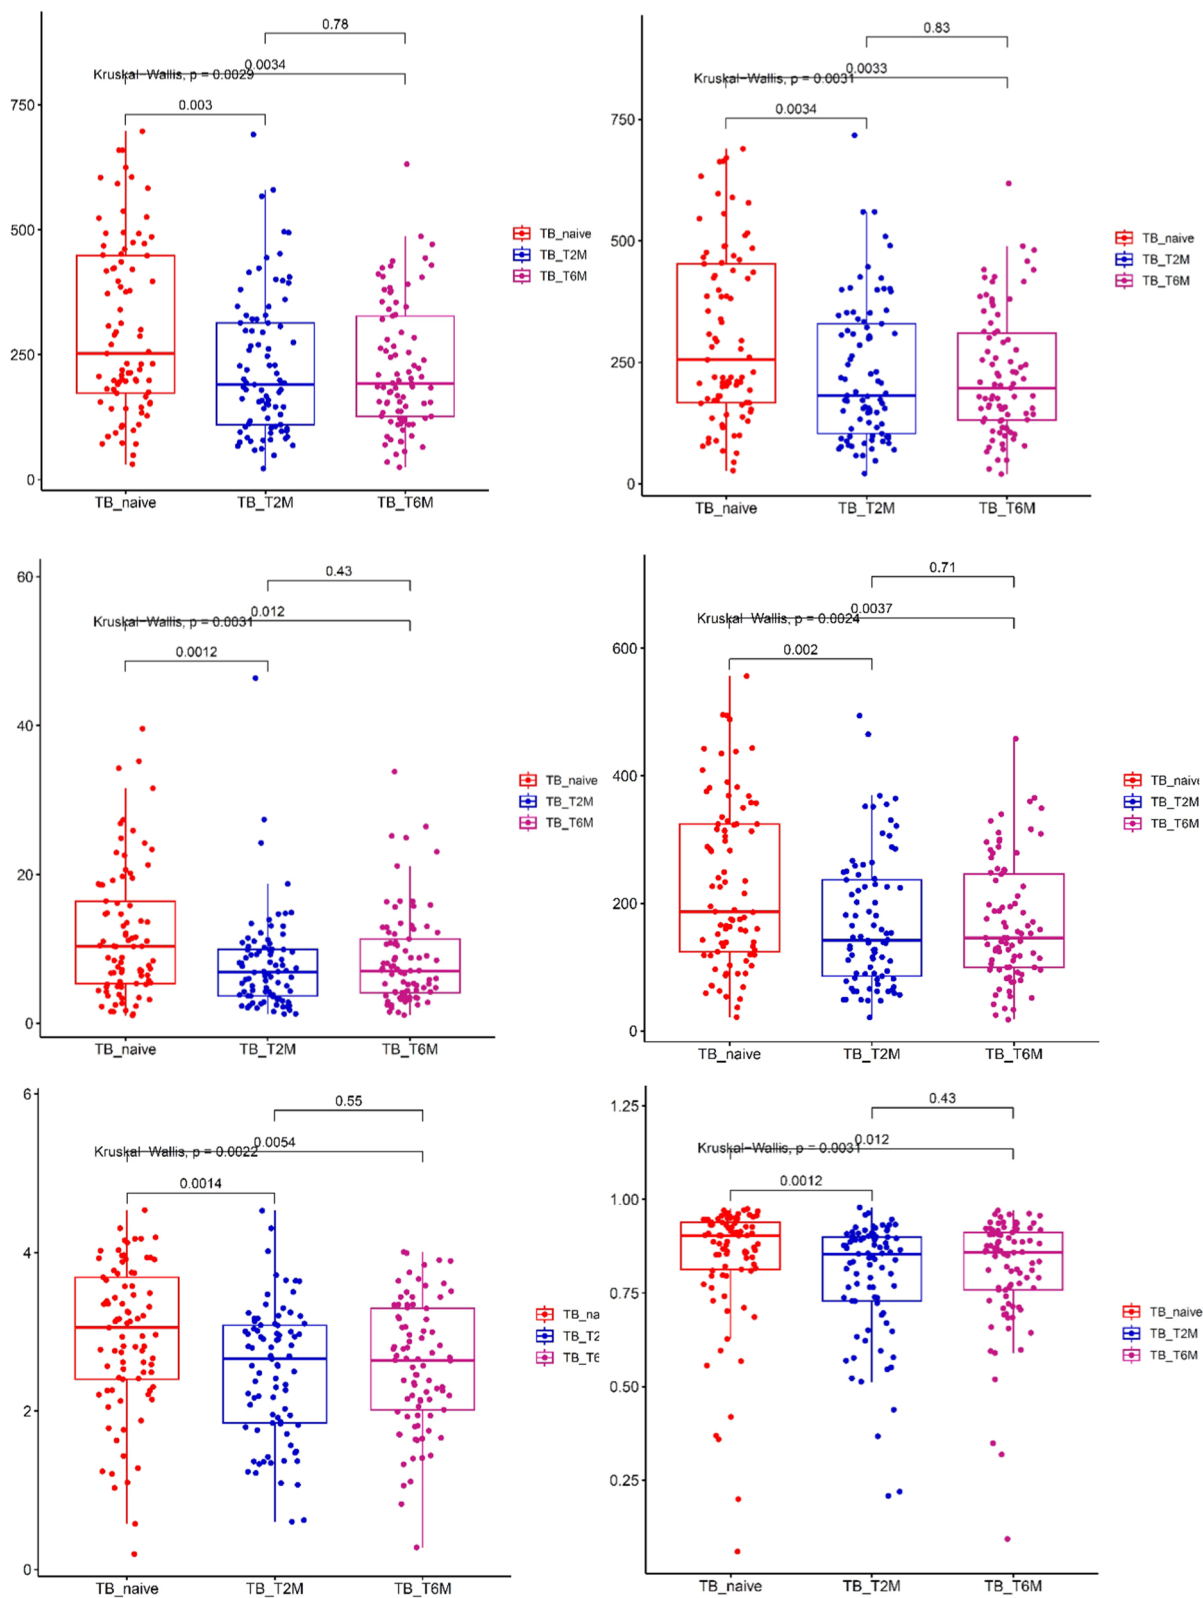 0.78
0.0034
Kruskal-Wallis, p = 0.0029
0.003
750
500
250
0
TB_naive
TB_T2M
TB_T6M
TB_naive TB_T2M TB_T6M
0.83
0.0033
Kruskal-Wallis, p = 0.0031
0.0034
750
500
250
0
TB_naive
TB_T2M
TB_T6M
TB_naive TB_T2M TB_T6M
60
0.43
0.012
Kruskal-Wallis, p = 0.0031
0.0012
40
20
0
TB_naive
TB_T2M
TB_T6M
TB_naive TB_T2M TB_T6M
0.71
0.0037
Kruskal-Wallis, p = 0.0024
600
0.002
400
200
0
TB_naiv
TB_T2M
TB_T6M
TB_naive TB_T2M TB_T6M
6
0.55
0.0054
Kruskal-Wallis, p = 0.0022
0.0014
4
2
0
TB_na
TB_T2
TB_T6
TB_naive TB_T2M TB_T6M
1.25
0.43
0.012
Kruskal-Wallis, p = 0.0031
0.0012
1.00
0.75
0.50
0.25
TB_naive
TB_T2M
TB_T6M
TB_naive TB_T2M TB_T6M